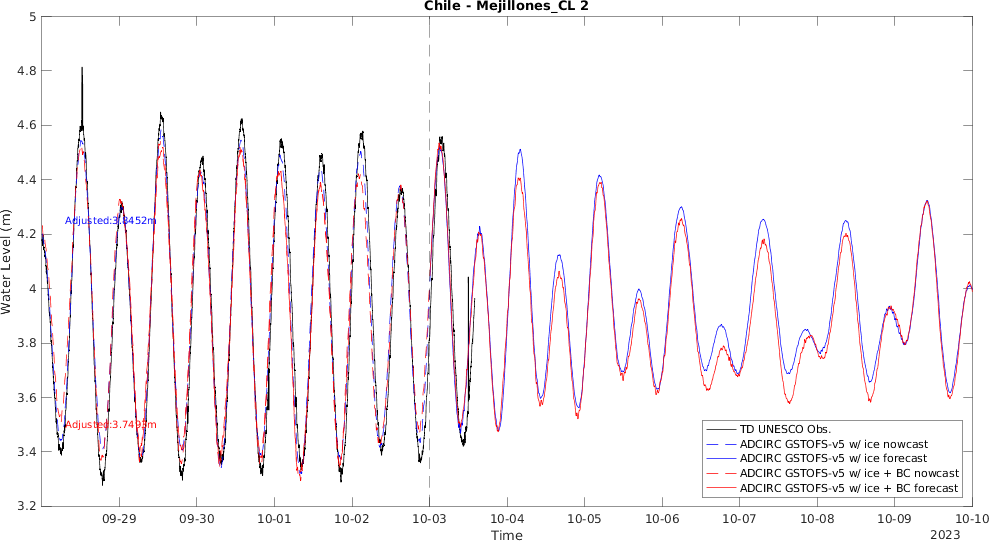 Chile - Mejillones_CL 2
Water Level (m)
5
4.8
4.6
4.4
4.2
4
3.8
3.6
3.4
3.2
Adjusted:3.8452m
Adjusted:3.7495m
TD UNESCO Obs.
ADCIRC GSTOFS-v5 w/ ice nowcast
ADCIRC GSTOFS-v5 w/ ice forecast
ADCIRC GSTOFS-v5 w/ ice + BC nowcast
ADCIRC GSTOFS-v5 w/ ice + BC forecast
09-29 09-30 10-01 10-02 10-03 10-04 10-05 10-06 10-07 10-08 10-09 10-10
Time
2023